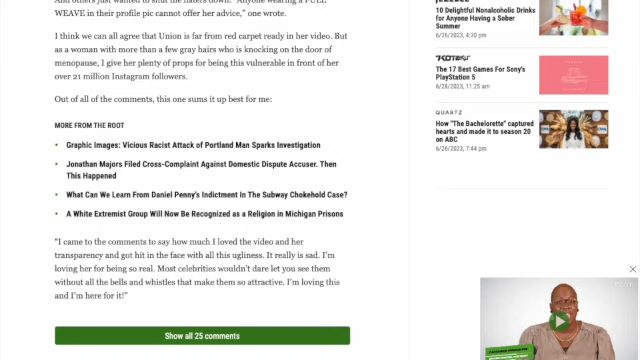 And others just wanted to shut the haters down. "Anyone wearing a FULL
WEAVE in their profile pic cannot offer her advice," one wrote.
I think we can all agree that Union is far from red carpet ready in her video. But
as a woman with more than a few gray hairs who is knocking on the door of
menopause, I give her plenty of props for being this vulnerable in front of her
over 21 million Instagram followers.
Out of all of the comments, this one sums it up best for me:
MORE FROM THE ROOT
• Graphic Images: Vicious Racist Attack of Portland Man Sparks Investigation
• Jonathan Majors Filed Cross-Complaint Against Domestic Dispute Accuser. Then
This Happened
• What Can We Learn From Daniel Penny's Indictment In The Subway Chokehold Case?
• A White Extremist Group Will Now Be Recognized as a Religion in Michigan Prisons
"I came to the comments to say how much I loved the video and her
transparency and got hit in the face with all this ugliness. It really is sad. I'm
loving her for being so real. Most celebrities wouldn't dare let you see them
without all the bells and whistles that make them so attractive. I'm loving this
and I'm here for it!"
Show all 25 comments
JEZEBEL
10 Delightful Nonalcoholic Drinks
for Anyone Having a Sober
Summer
6/26/2023, 4:30 pm
KOTAKU
The 17 Best Games For Sony's
PlayStation 5
6/28/2023, 11:25 am
QUARTZ
How "The Bachelorette" captured
hearts and made it to season 20
on ABC
6/26/2023, 7:44 pm